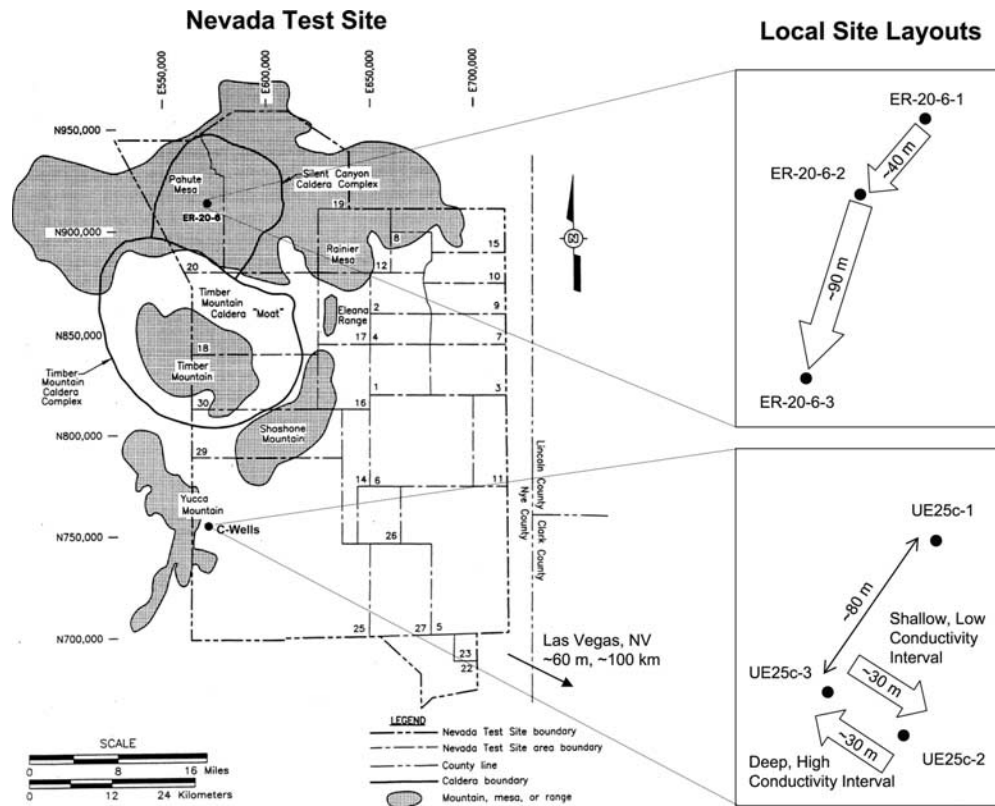 Nevada Test Site
Local Site Layouts
E550,000
E600,000
E650,000
E700,000
N950,000
N900,000
N850,000
N800,000
N750,000
N700,000
Pahute
Mesa
ER-20-6
Silent Canyon
Caldera Complex
19
8
15
Rainier
Mesa
12
10
20
Timber
Mountain
Caldera "Moat"
Eleana
Range
2
9
17
4
7
18
Timber
Mountain
Timber
Mountain
Caldera
Complex
1
3
30
16
Shoshone
Mountain
29
14
6
11
Yucca
Mountain
C-Wells
26
25
27
5
23
22
Lincoln County
Nye County
Clark County
N
Las Vegas, NV
~60 m, ~100 km
SCALE
0 8 16 Miles
0 12 24 Kilometers
LEGEND
Nevada Test Site boundary
Nevada Test Site area boundary
County line
Caldera boundary
Mountain, mesa, or range
ER-20-6-1
~40 m
ER-20-6-2
~90 m
ER-20-6-3
UE25c-1
~80 m
Shallow, Low
Conductivity
Interval
UE25c-3
~30 m
~30 m
UE25c-2
Deep, High
Conductivity Interval